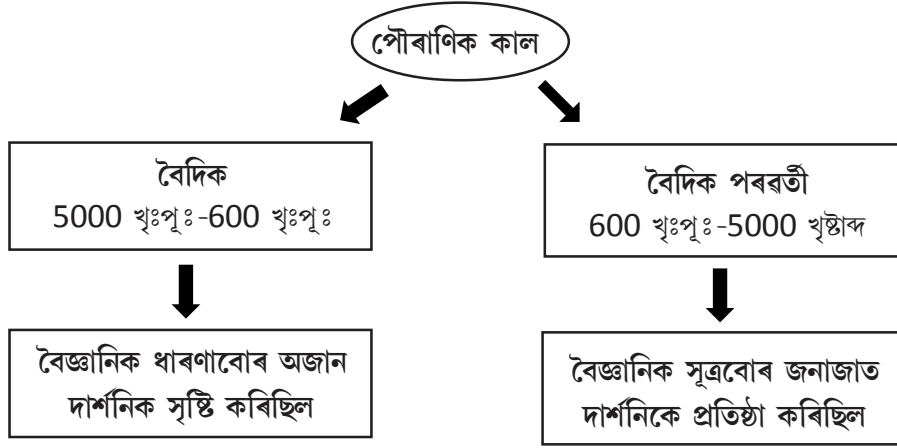 পৌৰাণিক কাল
বৈদিক
5000 খৃঃপূঃ-600 খৃঃপূঃ
বৈদিক পৰৱৰ্তী
600 খৃঃপূঃ-5000 খৃষ্টাব্দ
বৈজ্ঞানিক ধাৰণাবোৰ অজান
দাৰ্শনিক সৃষ্টি কৰিছিল
বৈজ্ঞানিক সূত্ৰবোৰ জনাজাত
দাৰ্শনিকে প্ৰতিষ্ঠা কৰিছিল